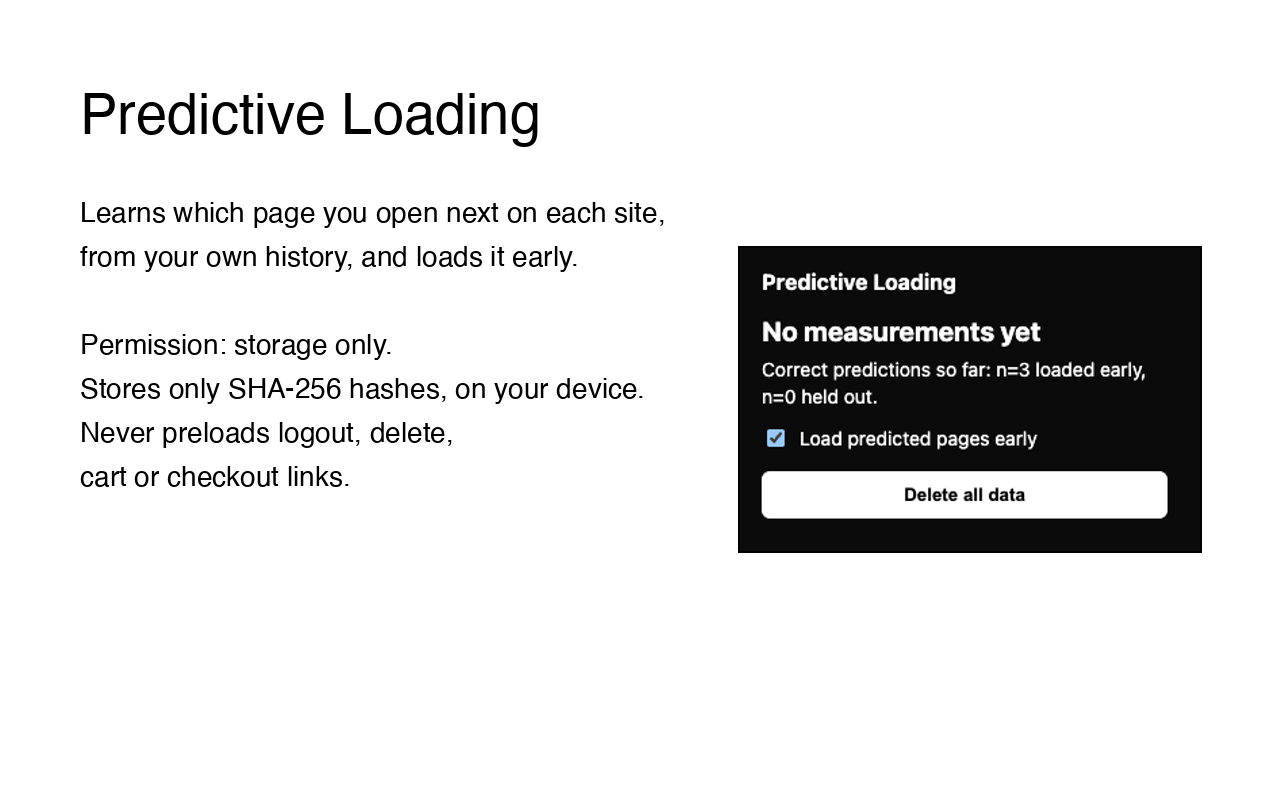 Predictive Loading
Learns which page you open next on each site,
from your own history, and loads it early.
Permission: storage only.
Stores only SHA-256 hashes, on your device.
Never preloads logout, delete,
cart or checkout links.
Predictive Loading
No measurements yet
Correct predictions so far: n=3 loaded early,
n=0 held out.
Load predicted pages early
Delete all data